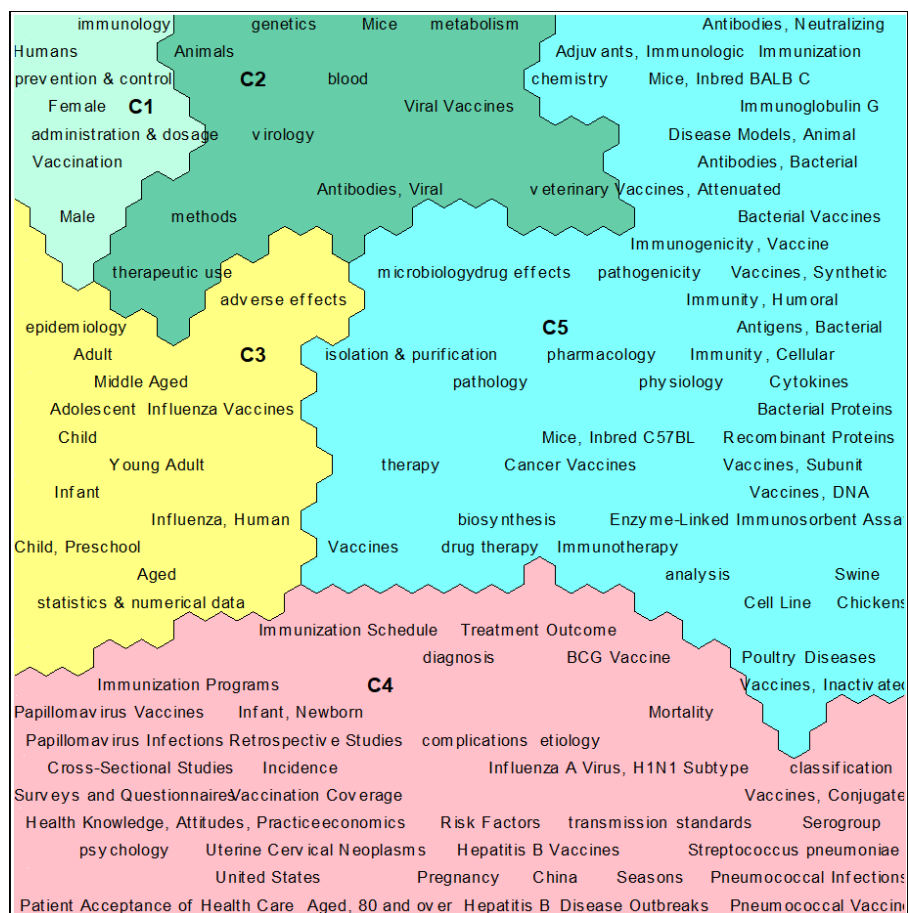 immunology genetics Mice metabolism Antibodies, Neutralizing
Humans Animals Adjuvants, Immunologic Immunization
prevention & control C2 blood chemistry Mice, Inbred BALB C
Female C1 Viral Vaccines Immunoglobulin G
administration & dosage virology Disease Models, Animal
Vaccination Antibodies, Bacterial
Antibodies, Viral veterinary Vaccines, Attenuated
Male methods Bacterial Vaccines
Immunogenicity, Vaccine
therapeutic use microbiology drug effects pathogenicity Vaccines, Synthetic
adverse effects Immunity, Humoral
epidemiology C5 Antigens, Bacterial
Adult C3 isolation & purification pharmacology Immunity, Cellular
Middle Aged pathology physiology Cytokines
Adolescent Influenza Vaccines Bacterial Proteins
Child Mice, Inbred C57BL Recombinant Proteins
Young Adult therapy Cancer Vaccines Vaccines, Subunit
Infant Vaccines, DNA
Influenza, Human biosynthesis Enzyme-Linked Immunosorbent Assa
Child, Preschool Vaccines drug therapy Immunotherapy
Aged analysis Swine
statistics & numerical data Cell Line Chickens
Immunization Schedule Treatment Outcome
diagnosis BCG Vaccine Poultry Diseases
Immunization Programs C4 Vaccines, Inactivated
Papillomavirus Vaccines Infant, Newborn Mortality
Papillomavirus Infections Retrospective Studies complications etiology
Cross-Sectional Studies Incidence Influenza A Virus, H1N1 Subtype classification
Surveys and Questionnaires Vaccination Coverage Vaccines, Conjugate
Health Knowledge, Attitudes, Practice economics Risk Factors transmission standards Serogroup
psychology Uterine Cervical Neoplasms Hepatitis B Vaccines Streptococcus pneumoniae
United States Pregnancy China Seasons Pneumococcal Infections
Patient Acceptance of Health Care Aged, 80 and over Hepatitis B Disease Outbreaks Pneumococcal Vaccin